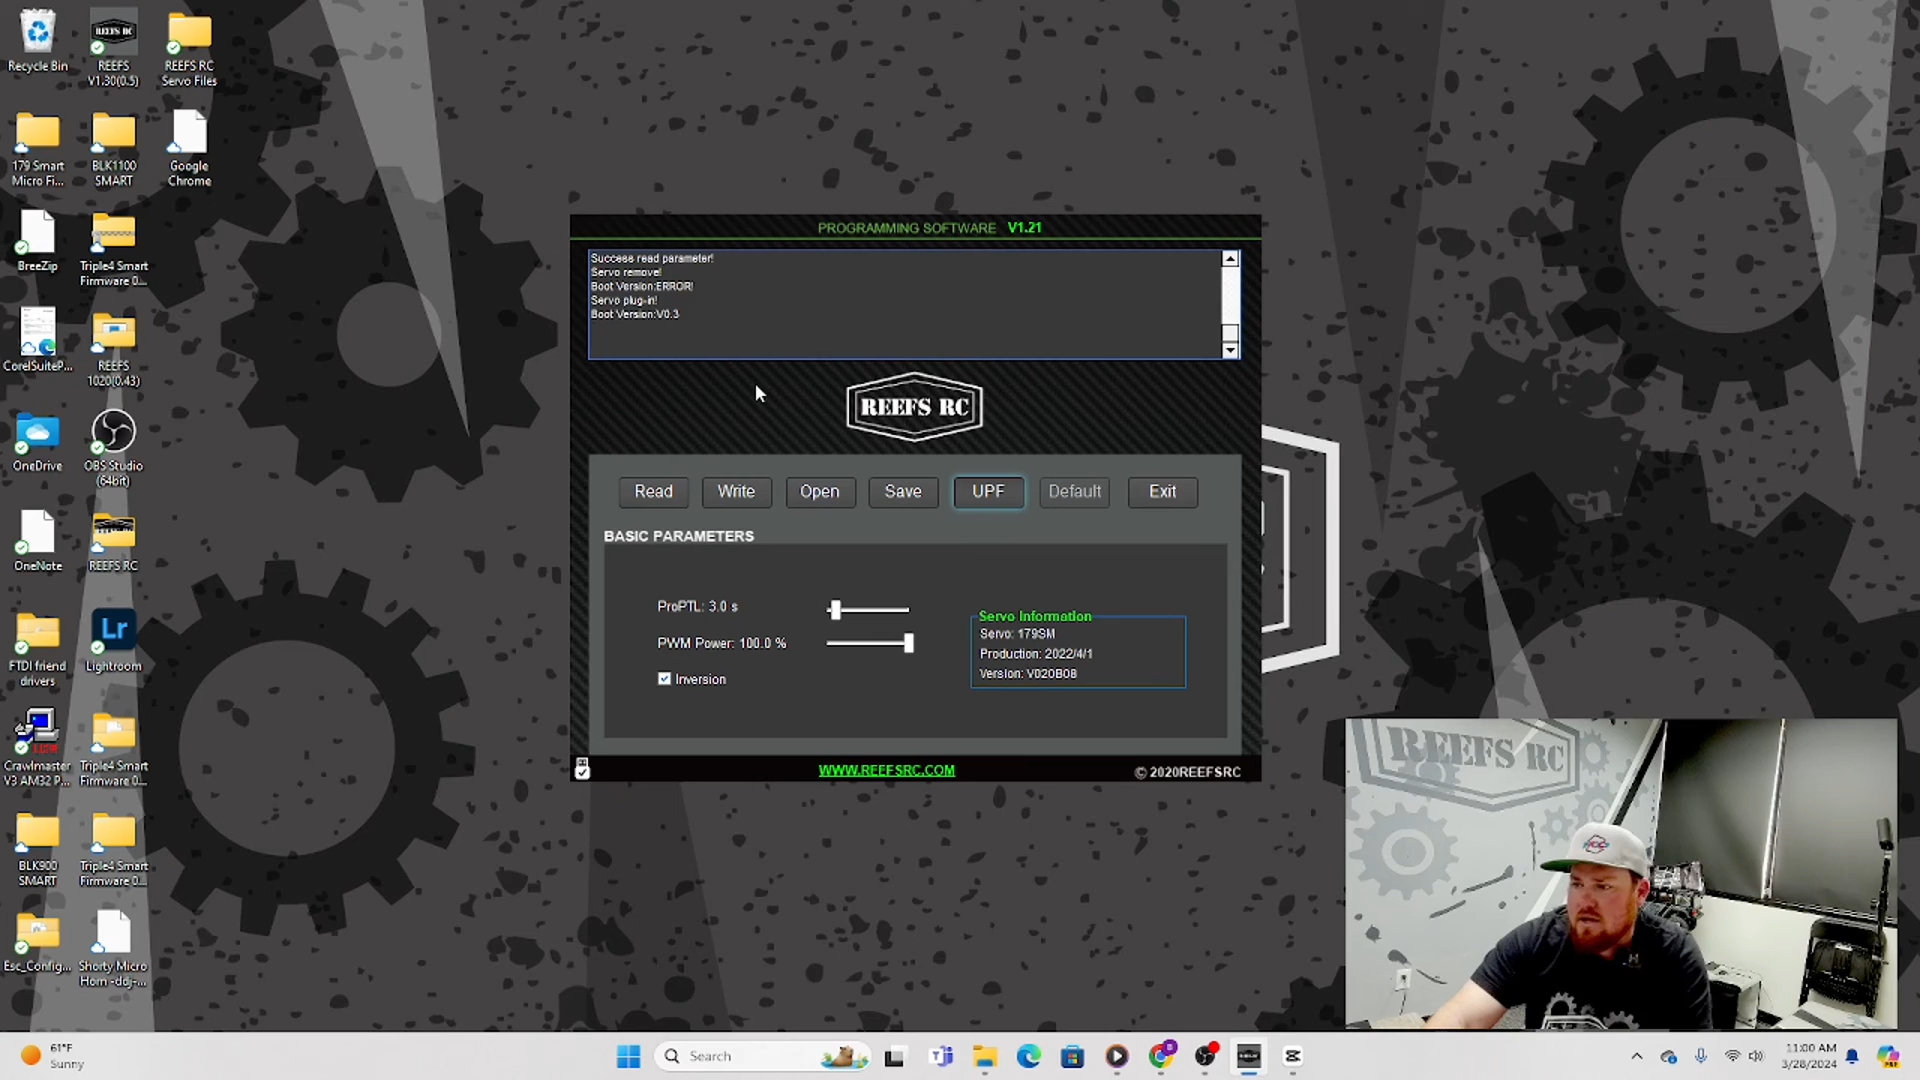 Recycle Bin
REEFS
V1.30(0.5)
REEFS RC
Servo Files
179 Smart
Micro Fi...
BLK1100
SMART
Google
Chrome
BreeZip
Triple4 Smart
Firmware 0...
CorelSuiteP...
REEFS
1020(0.43)
OneDrive
OBS Studio
(64bit)
OneNote
REEFS RC
FTDI friend
drivers
Lr
Lightroom
Crawlmaster
V3 AM32 P...
Triple4 Smart
Firmware 0...
BLK900
SMART
Triple4 Smart
Firmware 0...
Esc_Config...
Shorty Micro
Horn -ddj-...
PROGRAMMING SOFTWARE V1.21
Success read parameter!
Servo remove!
Boot Version:ERROR!
Servo plug-in!
Boot Version:V0.3
REEFS RC
Read
Write
Open
Save
UPF
Default
Exit
BASIC PARAMETERS
ProPTL: 3.0 s
PWM Power: 100.0 %
Inversion
Servo Information
Servo: 179SM
Production: 2022/4/1
Version: V020B08
WWW.REEFSRC.COM
© 2020REEFSRC
REEFS RC
61°F
Sunny
Search
11:00 AM
3/28/2024